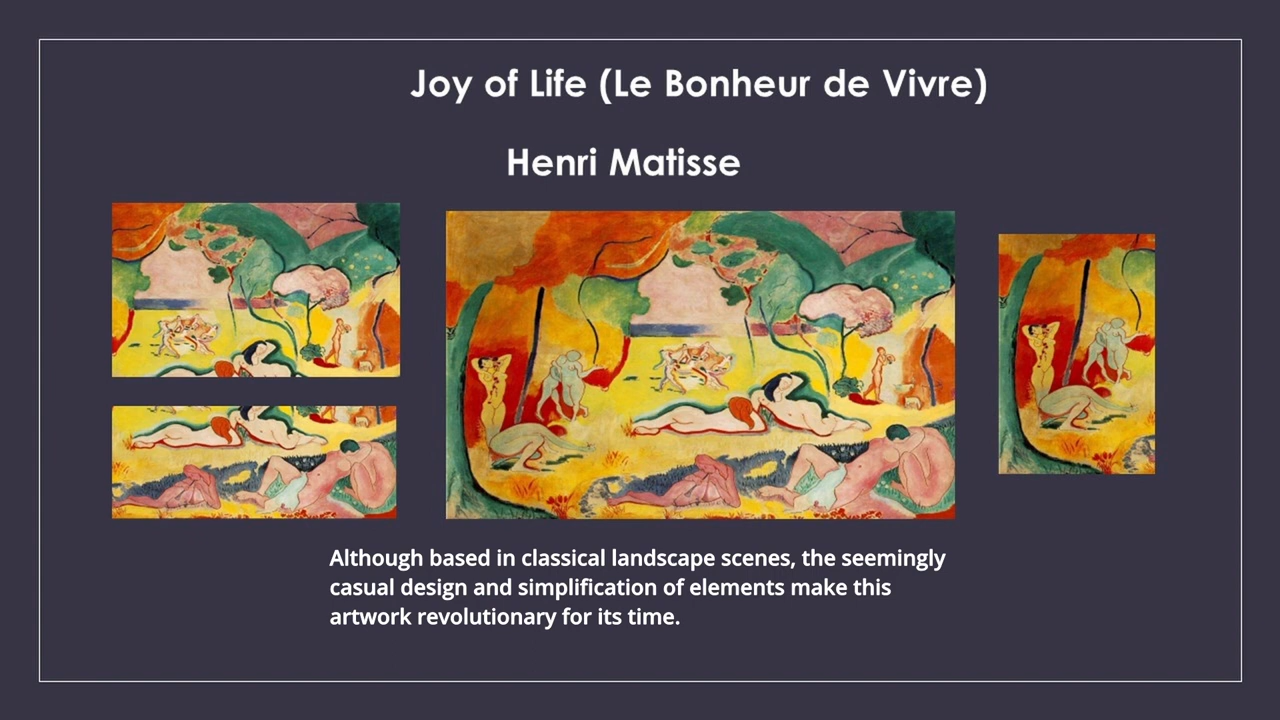 Joy of Life (Le Bonheur de Vivre)
Henri Matisse
Although based in classical landscape scenes, the seemingly
casual design and simplification of elements make this
artwork revolutionary for its time.